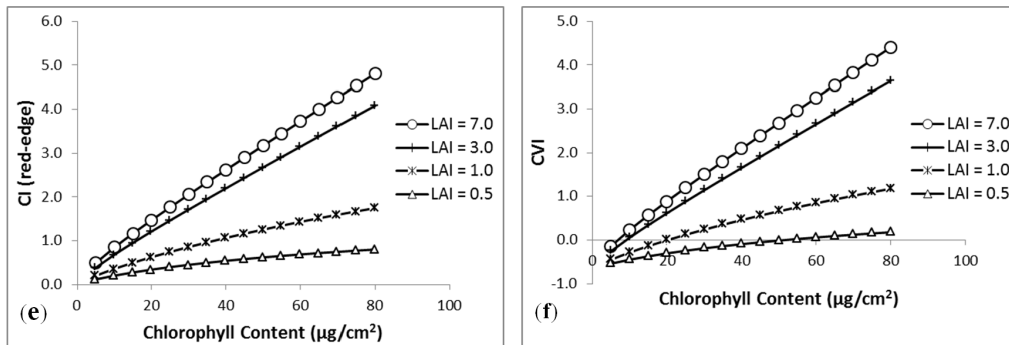 6.0
5.0
4.0
3.0
2.0
1.0
0.0
0
20
40
60
80
100
CI (red-edge)
Chlorophyll Content (µg/cm²)
LAI = 7.0
LAI = 3.0
LAI = 1.0
LAI = 0.5
(e)
5.0
4.0
3.0
2.0
1.0
0.0
-1.0
0
20
40
60
80
100
CVI
Chlorophyll Content (µg/cm²)
LAI = 7.0
LAI = 3.0
LAI = 1.0
LAI = 0.5
(f)